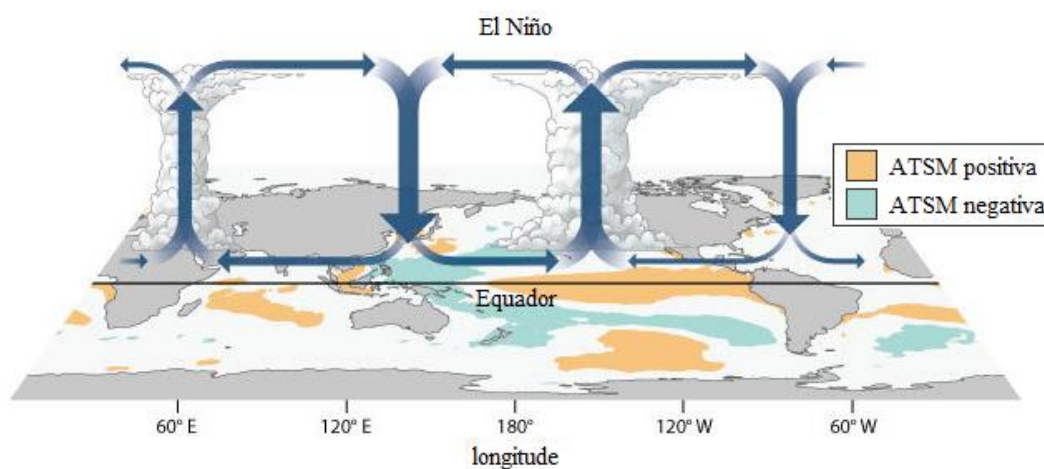 El Niño
ATSM positiva
ATSM negativa
Equador
60° E
120° E
180°
120° W
60° W
longitude